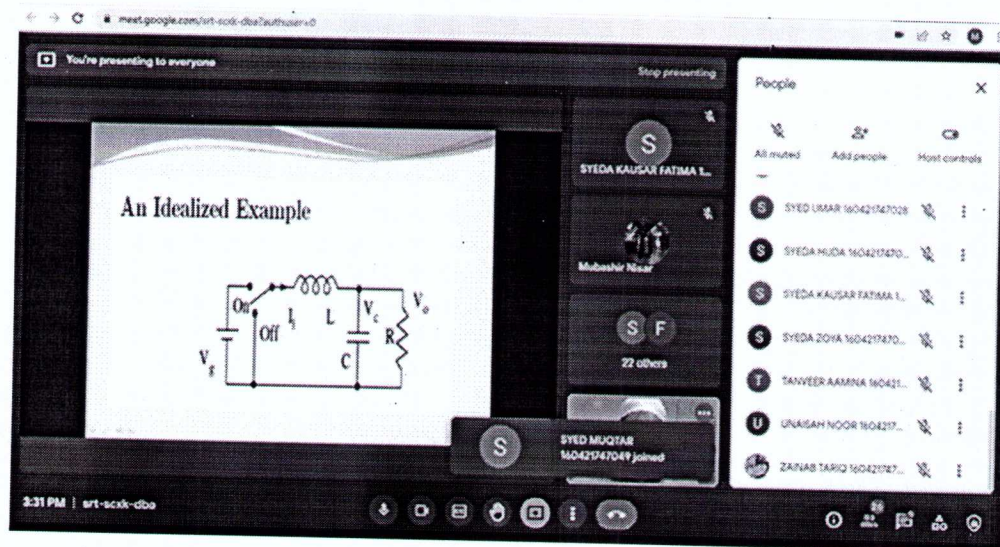 meet.google.com/srt-scxk-dba?authuser=0
M
You're presenting to everyone
Stop presenting
An Idealized Example
On
Off
I
L
V
c
V
o
C
R
V
g
S
SYEDA KAUSAR FATIMA 1...
Mubashir Nisar
S F
22 others
S
SYED MUQTAR
160421747049 joined
People
All muted
Add people
Host controls
S SYED UMAR 160421747028
S SYEDA HUDA 1604217470...
S SYEDA KAUSAR FATIMA 1...
S SYEDA ZOYA 1604217470...
T TANVEER AAMINA 160421...
U UNAISAH NOOR 1604217...
ZAINAB TARIQ 160421747...
3:31 PM | srt-scxk-dba